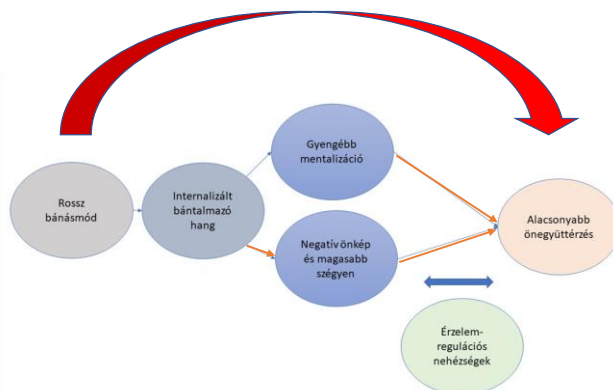 Gyengébb
mentalizáció
Rossz
bánásmód
Internalizált
bántalmazó
hang
Negatív önkép
és magasabb
szégyen
Alacsonyabb
önegyüttérzés
Érzelem-
regulációs
nehézségek